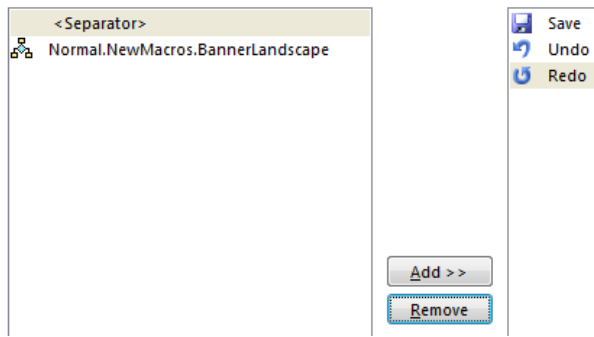 <Separator>
Normal.NewMacros.BannerLandscape
Add >>
Remove
Save
Undo
Redo